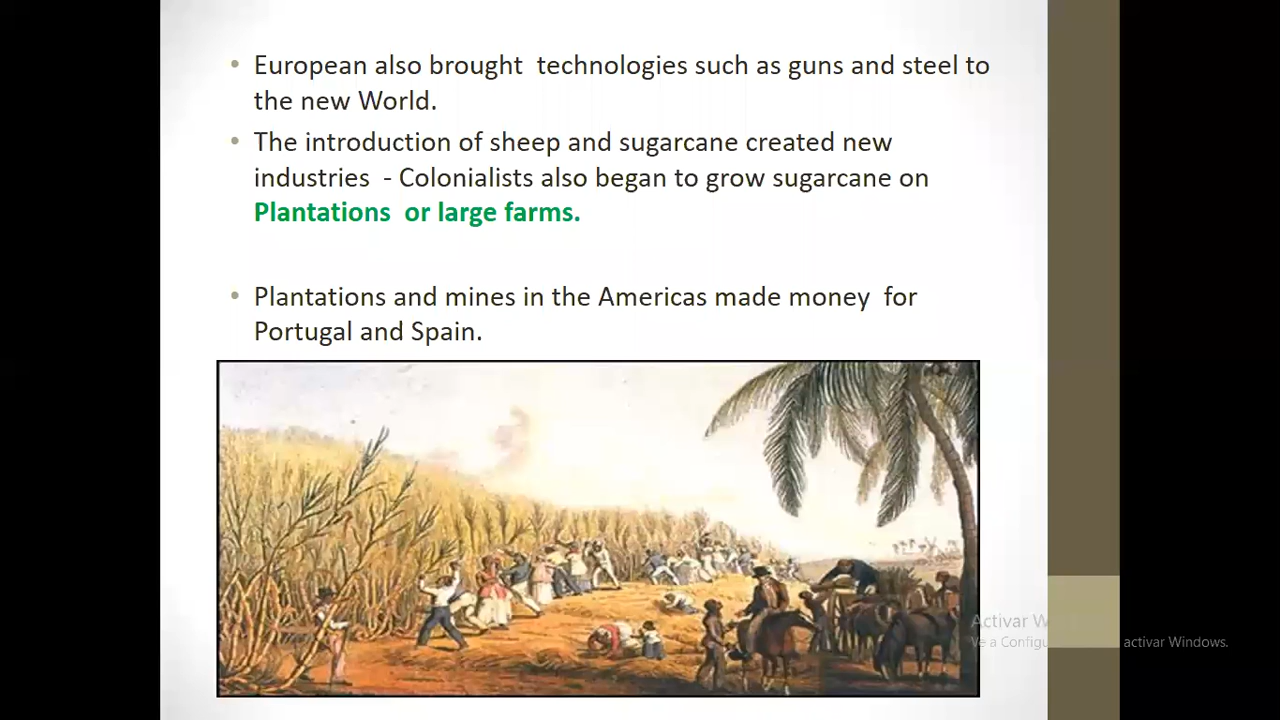 • European also brought  technologies such as guns and steel to
the new World.
• The introduction of sheep and sugarcane created new
industries  - Colonialists also began to grow sugarcane on
Plantations  or large farms.
• Plantations and mines in the Americas made money  for
Portugal and Spain.
Activar
Ve a activar Windows.